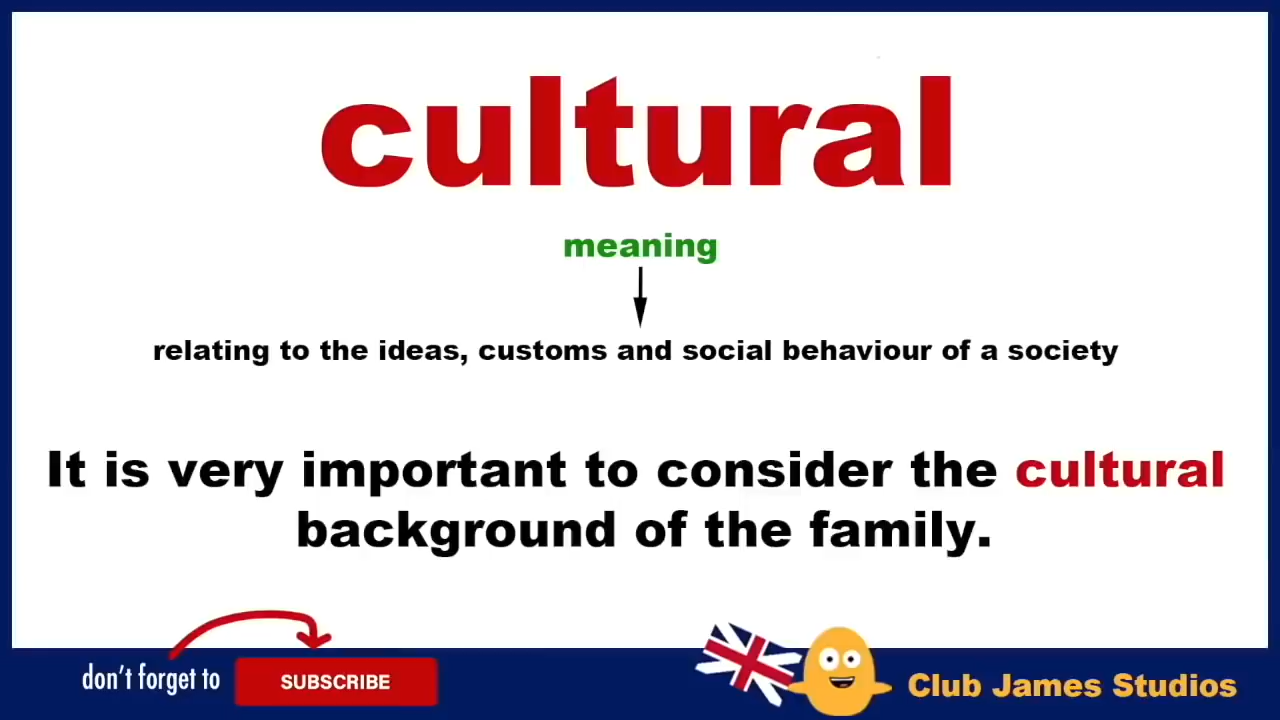 cultural
meaning
relating to the ideas, customs and social behaviour of a society
It is very important to consider the cultural
background of the family.
don't forget to
SUBSCRIBE
Club James Studios